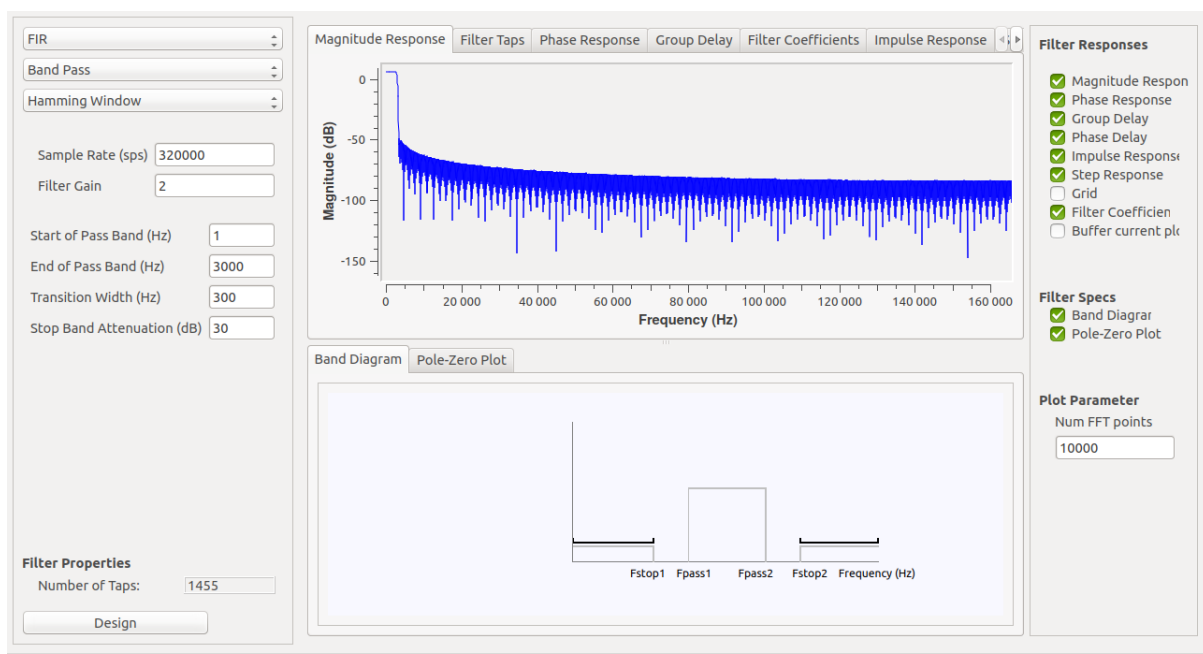 FIR
Band Pass
Hamming Window
Sample Rate (sps) 320000
Filter Gain 2
Start of Pass Band (Hz) 1
End of Pass Band (Hz) 3000
Transition Width (Hz) 300
Stop Band Attenuation (dB) 30
Filter Properties
Number of Taps: 1455
Design
Magnitude Response Filter Taps Phase Response Group Delay Filter Coefficients Impulse Response
Magnitude (dB)
0
-50
-100
-150
0 20 000 40 000 60 000 80 000 100 000 120 000 140 000 160 000
Frequency (Hz)
Band Diagram Pole-Zero Plot
Fstop1 Fpass1 Fpass2 Fstop2 Frequency (Hz)
Filter Responses
Magnitude Respon
Phase Response
Group Delay
Phase Delay
Impulse Response
Step Response
Grid
Filter Coefficien
Buffer current plo
Filter Specs
Band Diagrar
Pole-Zero Plot
Plot Parameter
Num FFT points
10000